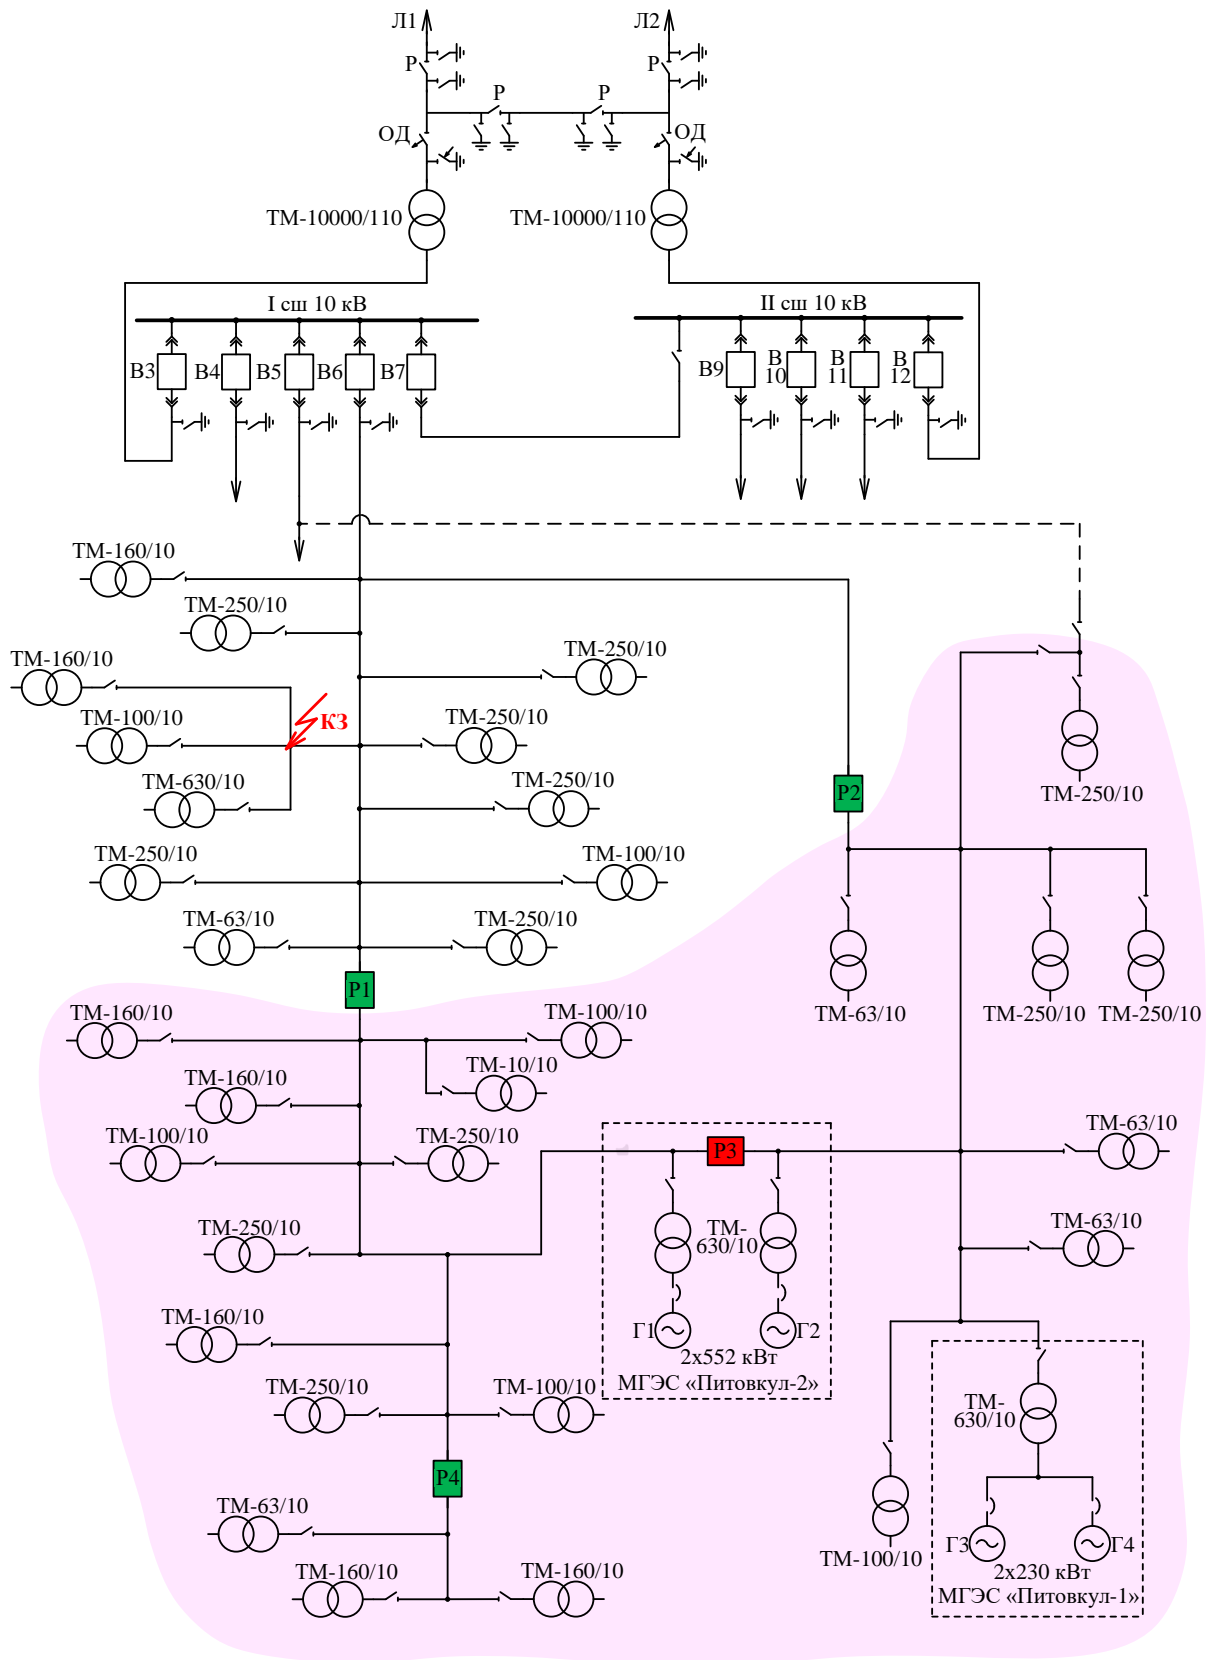 Л1
Л2
Р
Р
Р
Р
ОД
ОД
ТМ-10000/110
ТМ-10000/110
I сш 10 кВ
II сш 10 кВ
В3
В4
В5
В6
В7
В9
В
10
В
11
В
12
ТМ-160/10
ТМ-250/10
ТМ-160/10
ТМ-250/10
КЗ
ТМ-100/10
ТМ-250/10
ТМ-630/10
ТМ-250/10
Р2
ТМ-250/10
ТМ-250/10
ТМ-100/10
ТМ-63/10
ТМ-250/10
Р1
ТМ-63/10
ТМ-250/10
ТМ-250/10
ТМ-160/10
ТМ-100/10
ТМ-10/10
ТМ-160/10
ТМ-100/10
ТМ-250/10
Р3
ТМ-63/10
ТМ-250/10
ТМ-
630/10
ТМ-63/10
ТМ-160/10
Г1
Г2
2х552 кВт
МГЭС «Питовкул-2»
ТМ-250/10
ТМ-100/10
ТМ-
630/10
Р4
ТМ-63/10
ТМ-100/10
Г3
Г4
2х230 кВт
МГЭС «Питовкул-1»
ТМ-160/10
ТМ-160/10